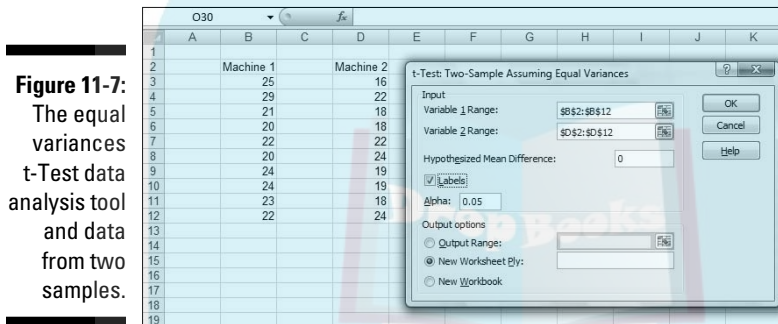 Figure 11-7:
The equal
variances
t-Test data
analysis tool
and data
from two
samples.
O30 fx
A B C D E F G H I J K
1
2 Machine 1 Machine 2
3 25 16
4 29 22
5 21 18
6 20 18
7 22 22
8 20 24
9 24 19
10 24 19
11 23 18
12 22 24
13
14
15
16
17
18
19
t-Test: Two-Sample Assuming Equal Variances
Input
Variable 1 Range: $B$2:$B$12
Variable 2 Range: $D$2:$D$12
Hypothesized Mean Difference: 0
Labels
Alpha: 0.05
Output options
Output Range:
New Worksheet Ply:
New Workbook
OK
Cancel
Help
DropBooks